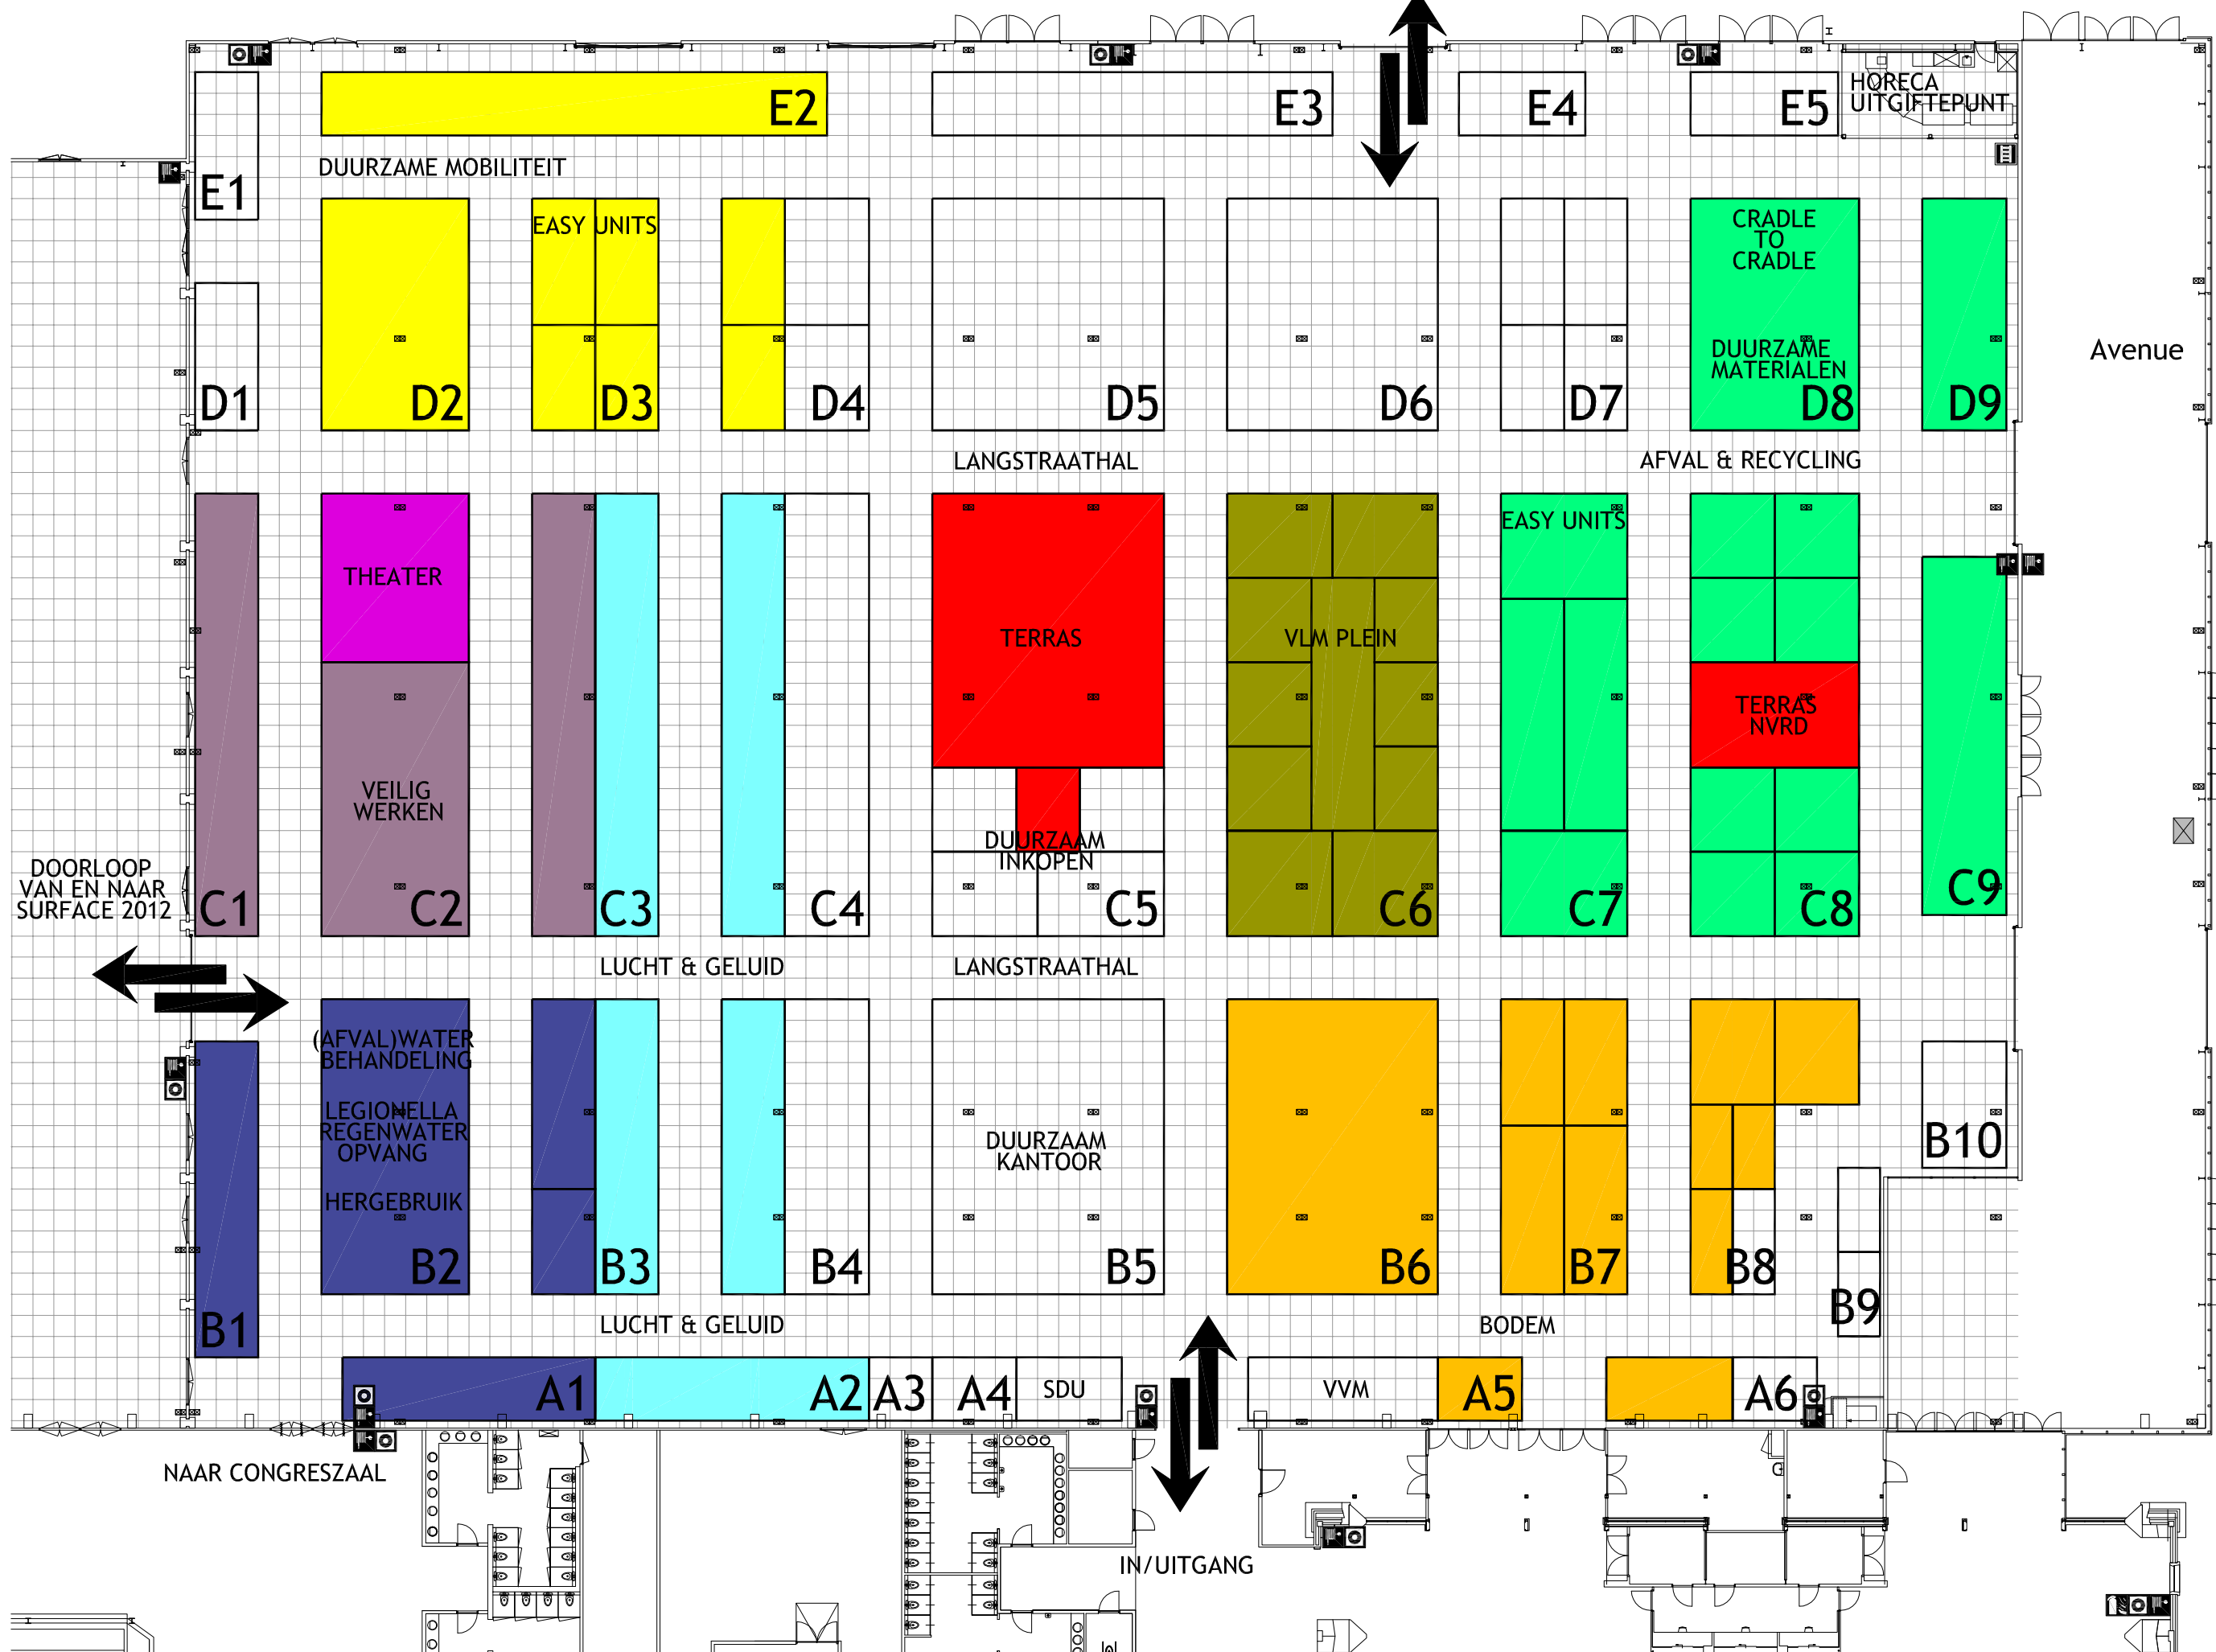 E2
E3
E4
E5
HORECA
UITGIFTEPUNT
E1
DUURZAME MOBILITEIT
EASY UNITS
CRADLE
TO
CRADLE
DUURZAME
MATERIALEN
Avenue
D1
D2
D3
D4
D5
D6
D7
D8
D9
LANGSTRAATHAL
AFVAL & RECYCLING
EASY UNITS
THEATER
TERRAS
VLM PLEIN
TERRAS
NVRD
VEILIG
WERKEN
DUURZAAM
INKOPEN
DOORLOOP
VAN EN NAAR
SURFACE 2012
C1
C2
C3
C4
C5
C6
C7
C8
C9
LUCHT & GELUID
LANGSTRAATHAL
(AFVAL)WATER
BEHANDELING
LEGIONELLA
REGENWATER
OPVANG
HERGEBRUIK
DUURZAAM
KANTOOR
B10
B1
B2
B3
B4
B5
B6
B7
B8
B9
LUCHT & GELUID
BODEM
A1
A2
A3
A4
SDU
VVM
A5
A6
NAAR CONGRESZAAL
IN/UITGANG